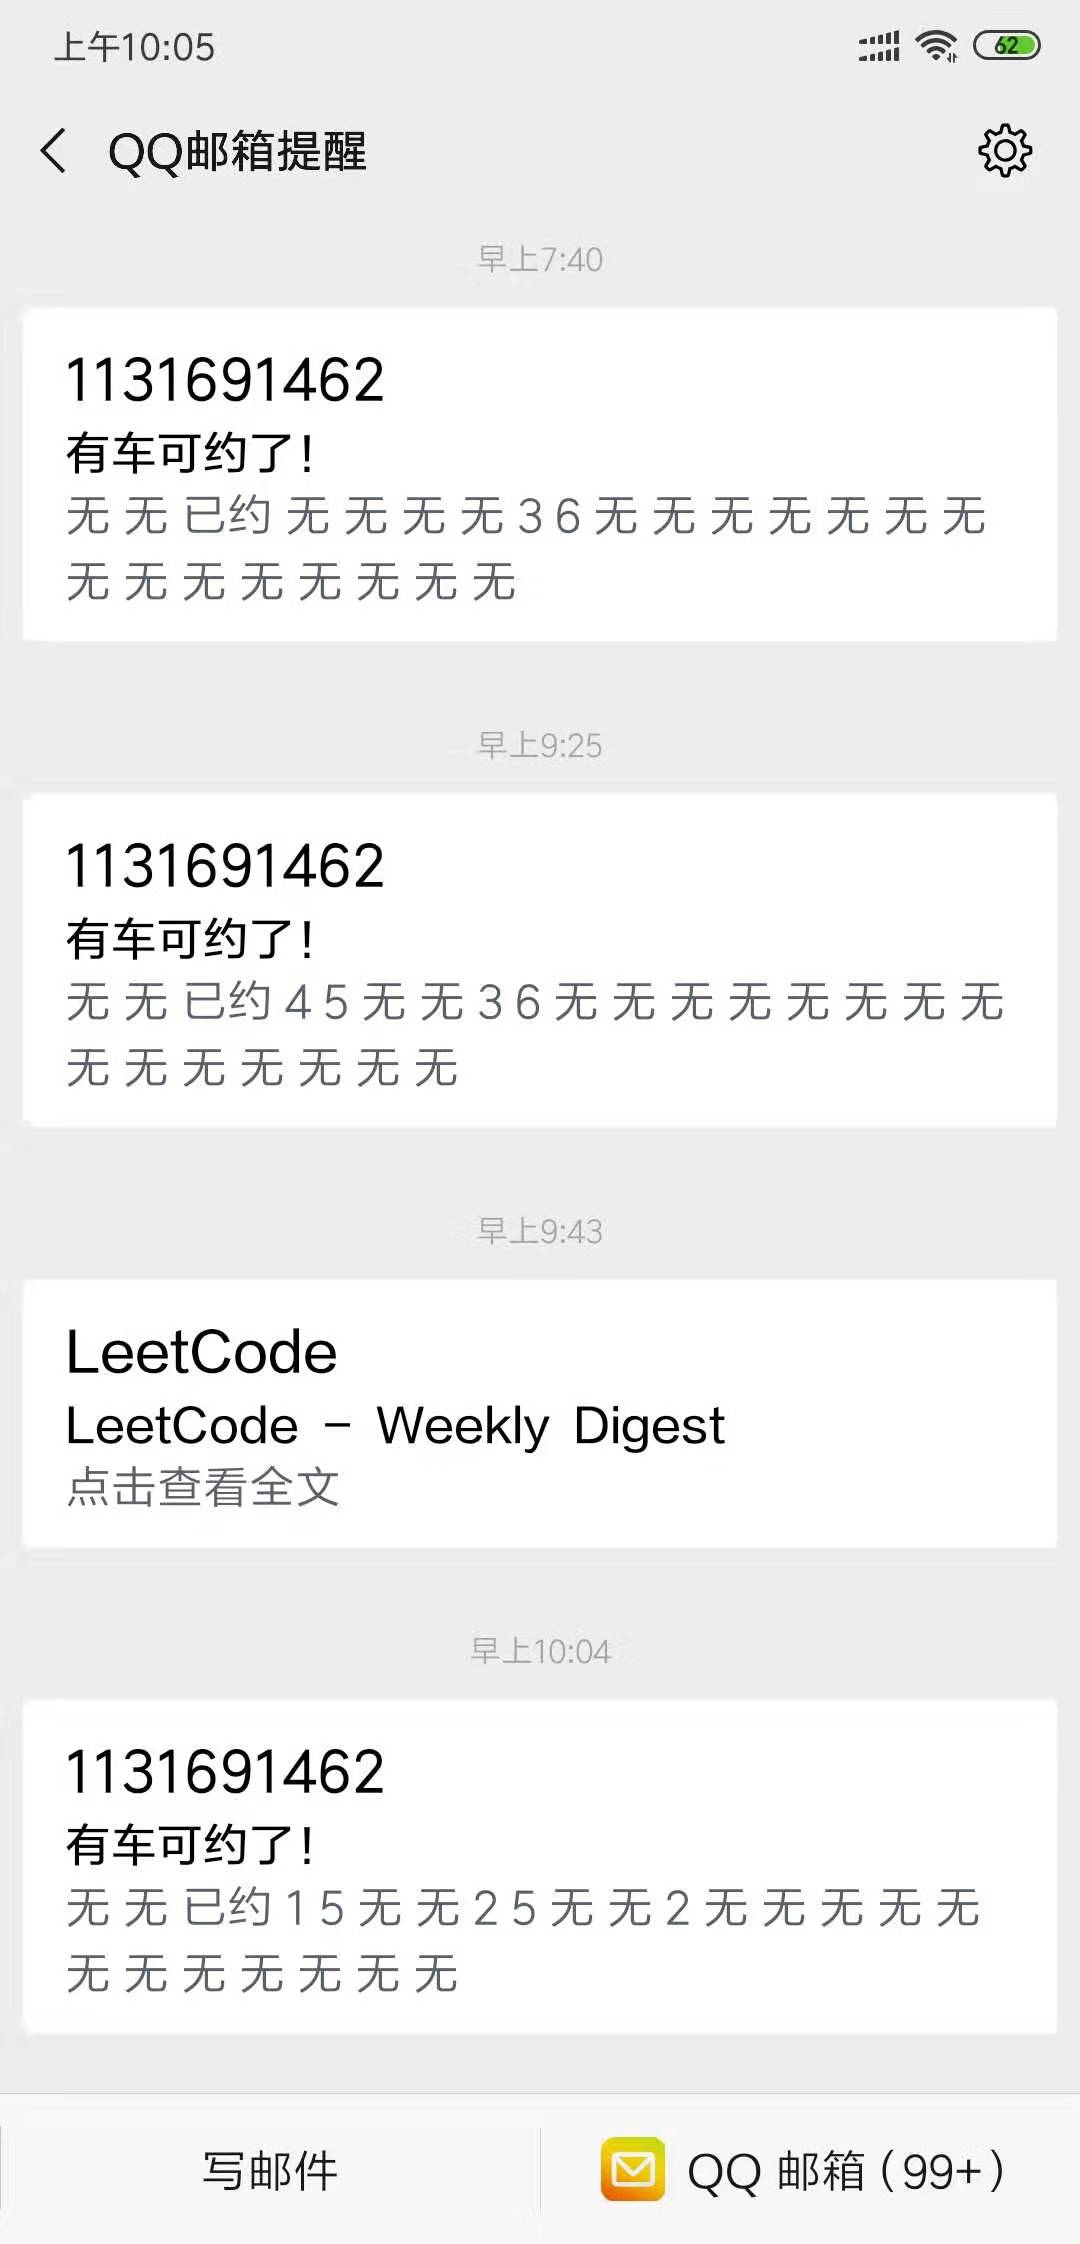 上午10:05
62
QQ邮箱提醒
早上7:40
1131691462
有车可约了!
无 无 已约 无 无 无 无 3 6 无 无 无 无 无 无 无
无 无 无 无 无 无 无 无
早上9:25
1131691462
有车可约了!
无 无 已约 4 5 无 无 3 6 无 无 无 无 无 无 无 无
无 无 无 无 无 无 无
早上9:43
LeetCode
LeetCode - Weekly Digest
点击查看全文
早上10:04
1131691462
有车可约了!
无 无 已约 1 5 无 无 2 5 无 无 2 无 无 无 无 无
无 无 无 无 无 无 无
写邮件
QQ 邮箱 (99+)